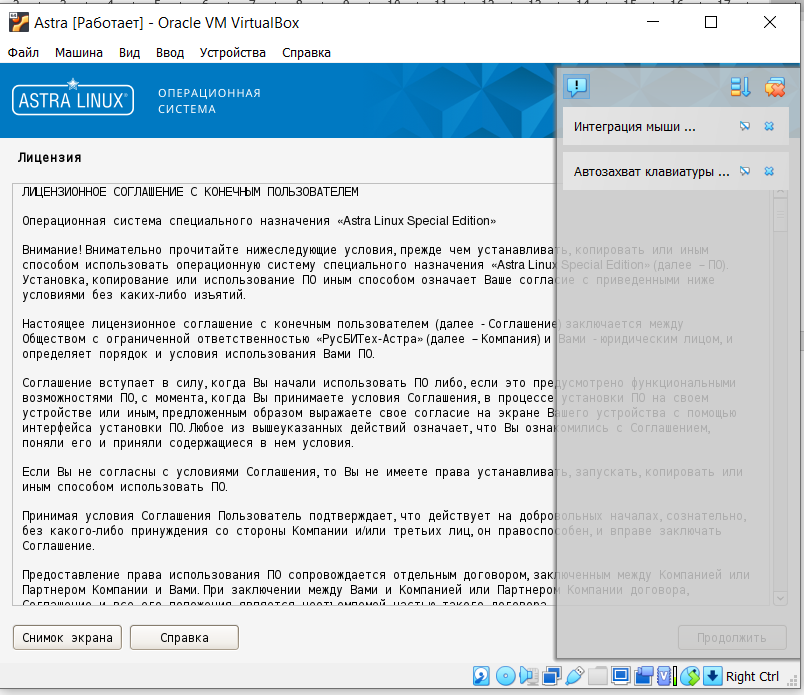 Astra [Работает] - Oracle VM VirtualBox
Файл Машина Вид Ввод Устройства Справка
ASTRA LINUX®
ОПЕРАЦИОННАЯ
СИСТЕМА
Интеграция мыши ...
Автозахват клавиатуры ...
Лицензия
ЛИЦЕНЗИОННОЕ СОГЛАШЕНИЕ С КОНЕЧНЫМ ПОЛЬЗОВАТЕЛЕМ
Операционная система специального назначения «Astra Linux Special Edition»
Внимание! Внимательно прочитайте нижеследующие условия, прежде чем устанавливать, копировать или иным
способом использовать операционную систему специального назначения «Astra Linux Special Edition» (далее – ПО).
Установка, копирование или использование ПО иным способом означает Ваше согласие с приведенными ниже
условиями без каких-либо изъятий.
Настоящее лицензионное соглашение с конечным пользователем (далее - Соглашение) заключается между
Обществом с ограниченной ответственностью «РусБИТех-Астра» (далее – Компания) и Вами - юридическим лицом, и
определяет порядок и условия использования Вами ПО.
Соглашение вступает в силу, когда Вы начали использовать ПО либо, если это предусмотрено функциональными
возможностями ПО, с момента, когда Вы принимаете условия Соглашения, в процессе установки ПО на своем
устройстве или иным, предложенным образом выражаете свое согласие на экране Вашего устройства с помощью
интерфейса установки ПО. Любое из вышеуказанных действий означает, что Вы ознакомились с Соглашением,
поняли его и приняли содержащиеся в нем условия.
Если Вы не согласны с условиями Соглашения, то Вы не имеете права устанавливать, запускать, копировать или
иным способом использовать ПО.
Принимая условия Соглашения Пользователь подтверждает, что действует на добровольных началах, сознательно,
без какого-либо принуждения со стороны Компании и/или третьих лиц, он правоспособен, и вправе заключать
Соглашение.
Предоставление права использования ПО сопровождается отдельным договором, заключенным между Компанией или
Партнером Компании и Вами. При заключении между Вами и Компанией или Партнером Компании договора,
Соглашение и все его положения является неотъемлемой частью такого договора.
Снимок экрана Справка Продолжить
Right Ctrl